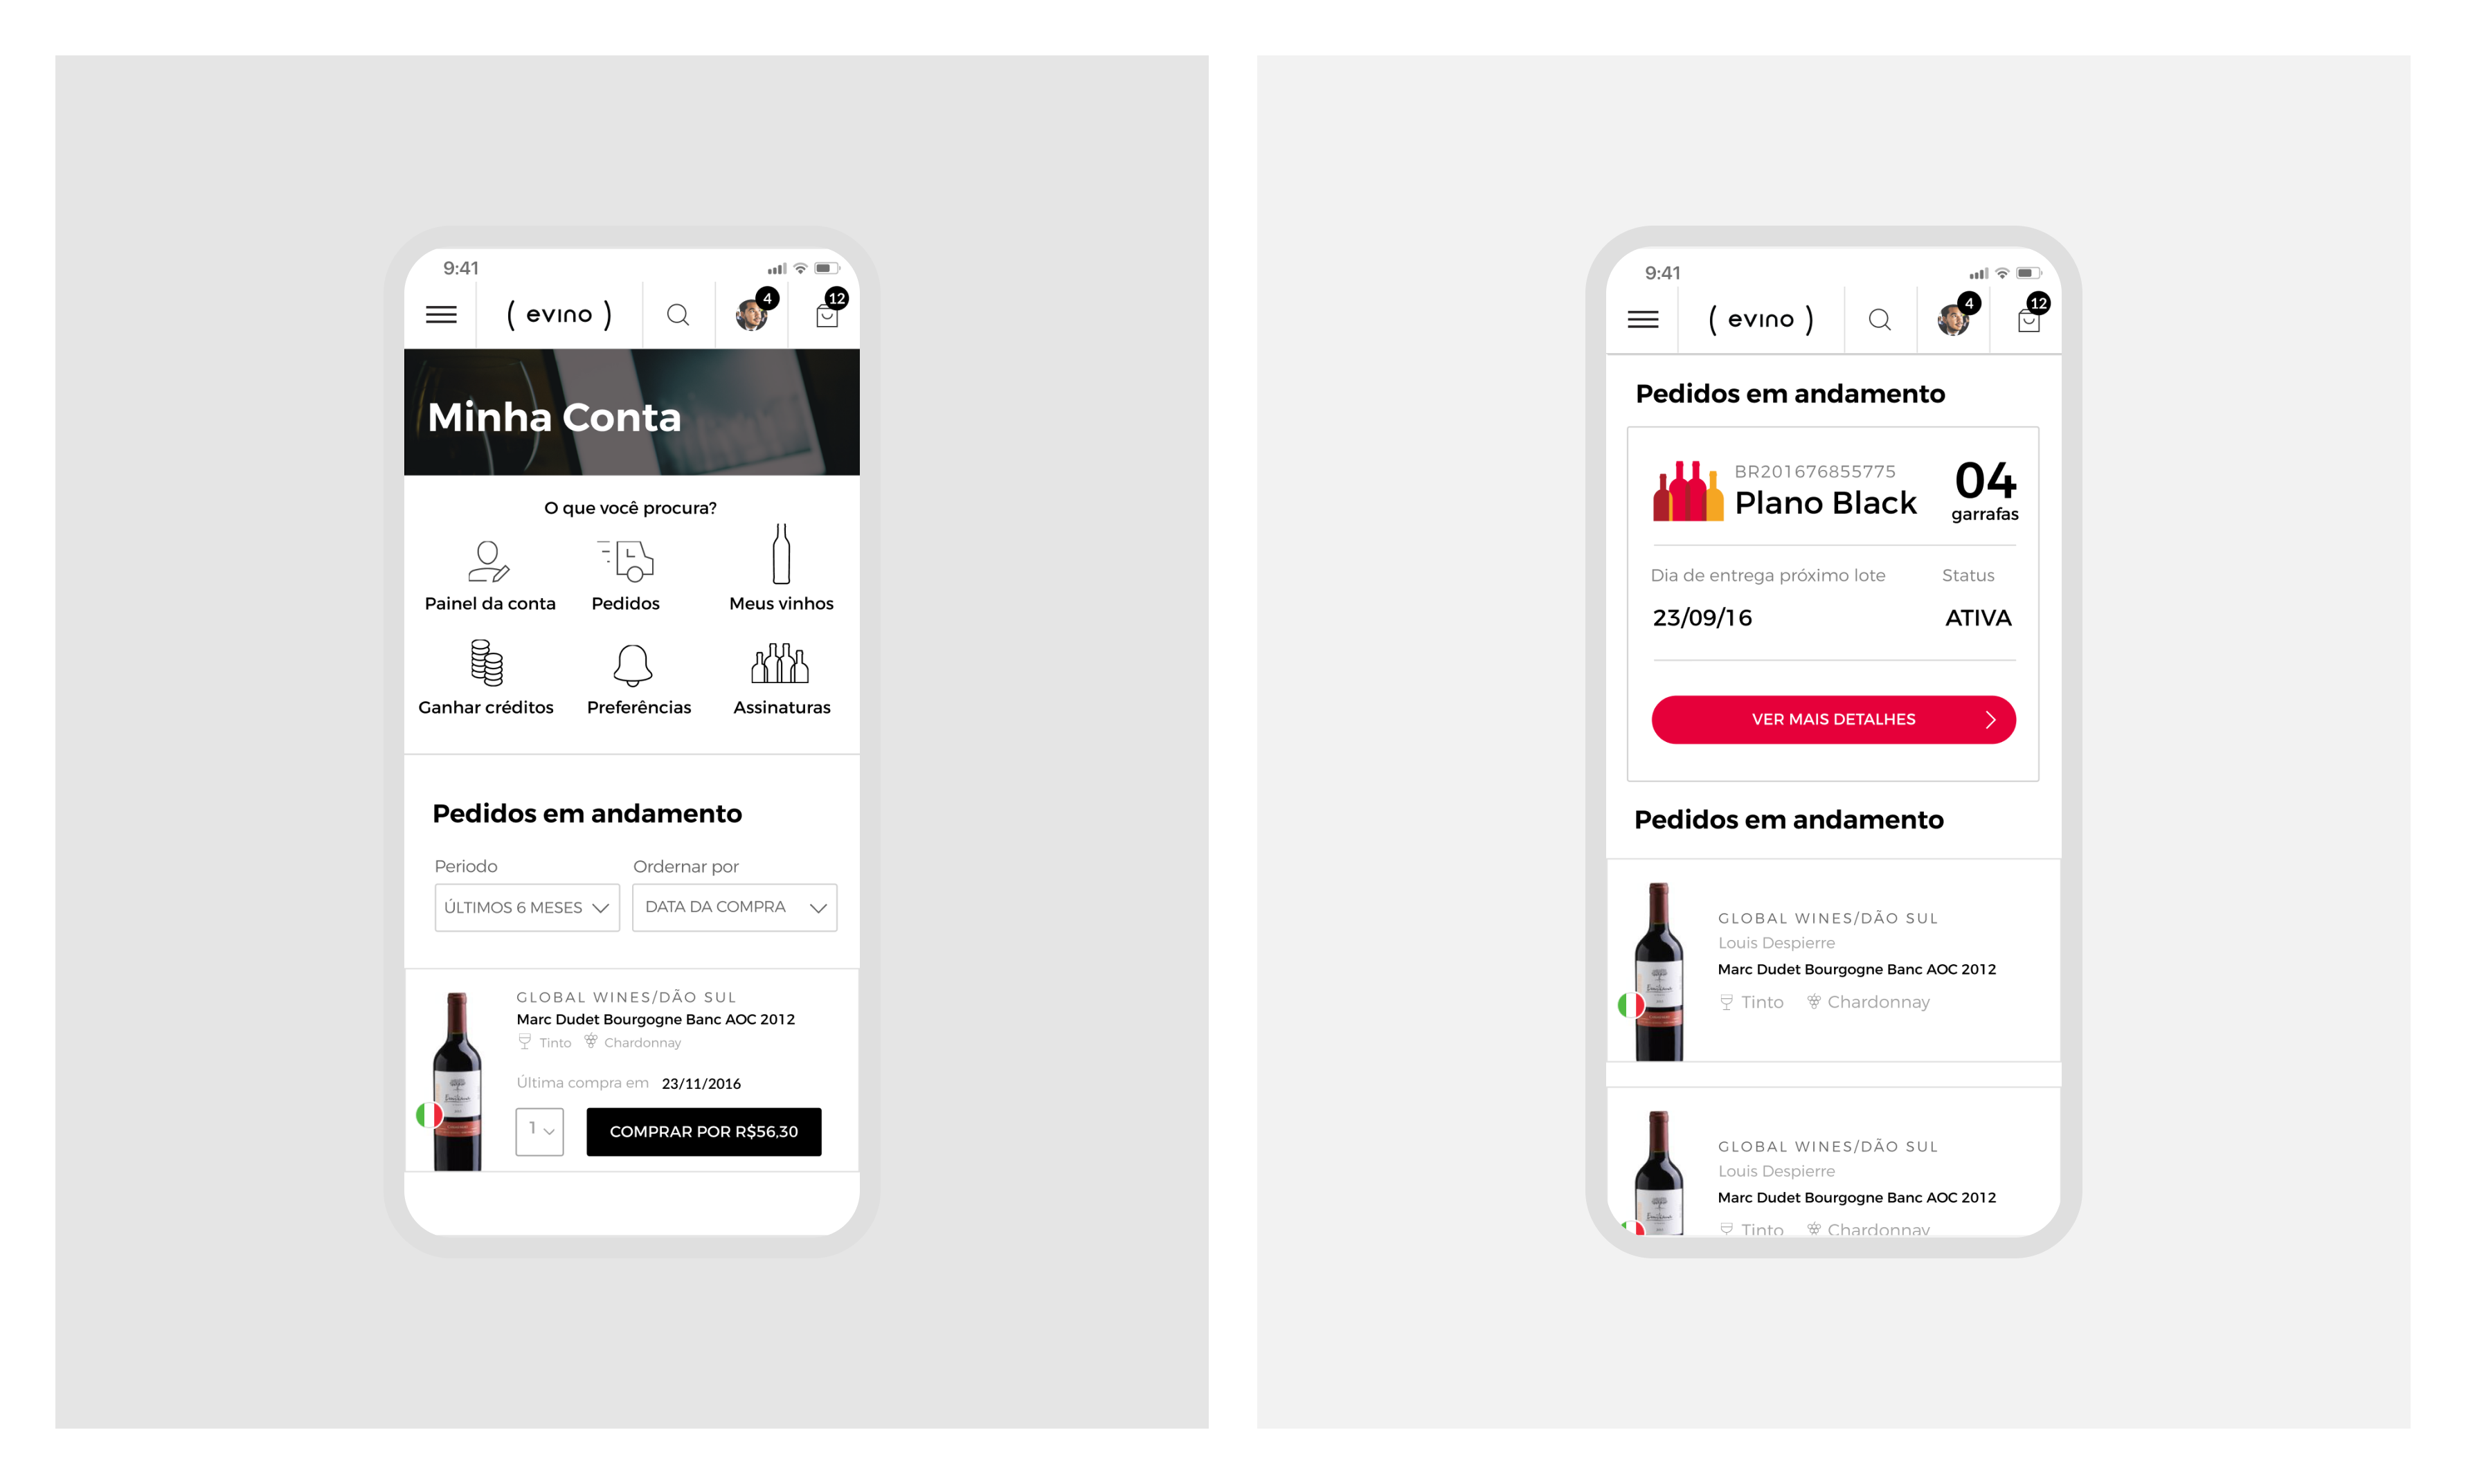 9:41
( evino )
4
12
Minha Conta
O que você procura?
Painel da conta
Pedidos
Meus vinhos
Ganhar créditos
Preferências
Assinaturas
Pedidos em andamento
Periodo
Ordernar por
ÚLTIMOS 6 MESES
DATA DA COMPRA
GLOBAL WINES/DÃO SUL
Marc Dudet Bourgogne Banc AOC 2012
Tinto
Chardonnay
Última compra em 23/11/2016
1
COMPRAR POR R$56,30
9:41
( evino )
4
12
Pedidos em andamento
BR201676855775
Plano Black
04
garrafas
Dia de entrega próximo lote
Status
23/09/16
ATIVA
VER MAIS DETALHES
Pedidos em andamento
GLOBAL WINES/DÃO SUL
Louis Despierre
Marc Dudet Bourgogne Banc AOC 2012
Tinto
Chardonnay
GLOBAL WINES/DÃO SUL
Louis Despierre
Marc Dudet Bourgogne Banc AOC 2012
Tinto
Chardonnay